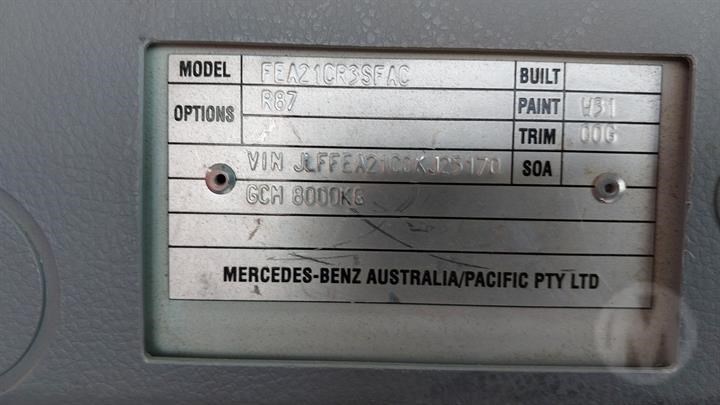 MODEL FEA21CR3SFAC BUILT
OPTIONS R87 PAINT W31
TRIM 00G
VIN JLFFEA21C0KJ25170 SOA
GCM 8000KG
MERCEDES-BENZ AUSTRALIA/PACIFIC PTY LTD